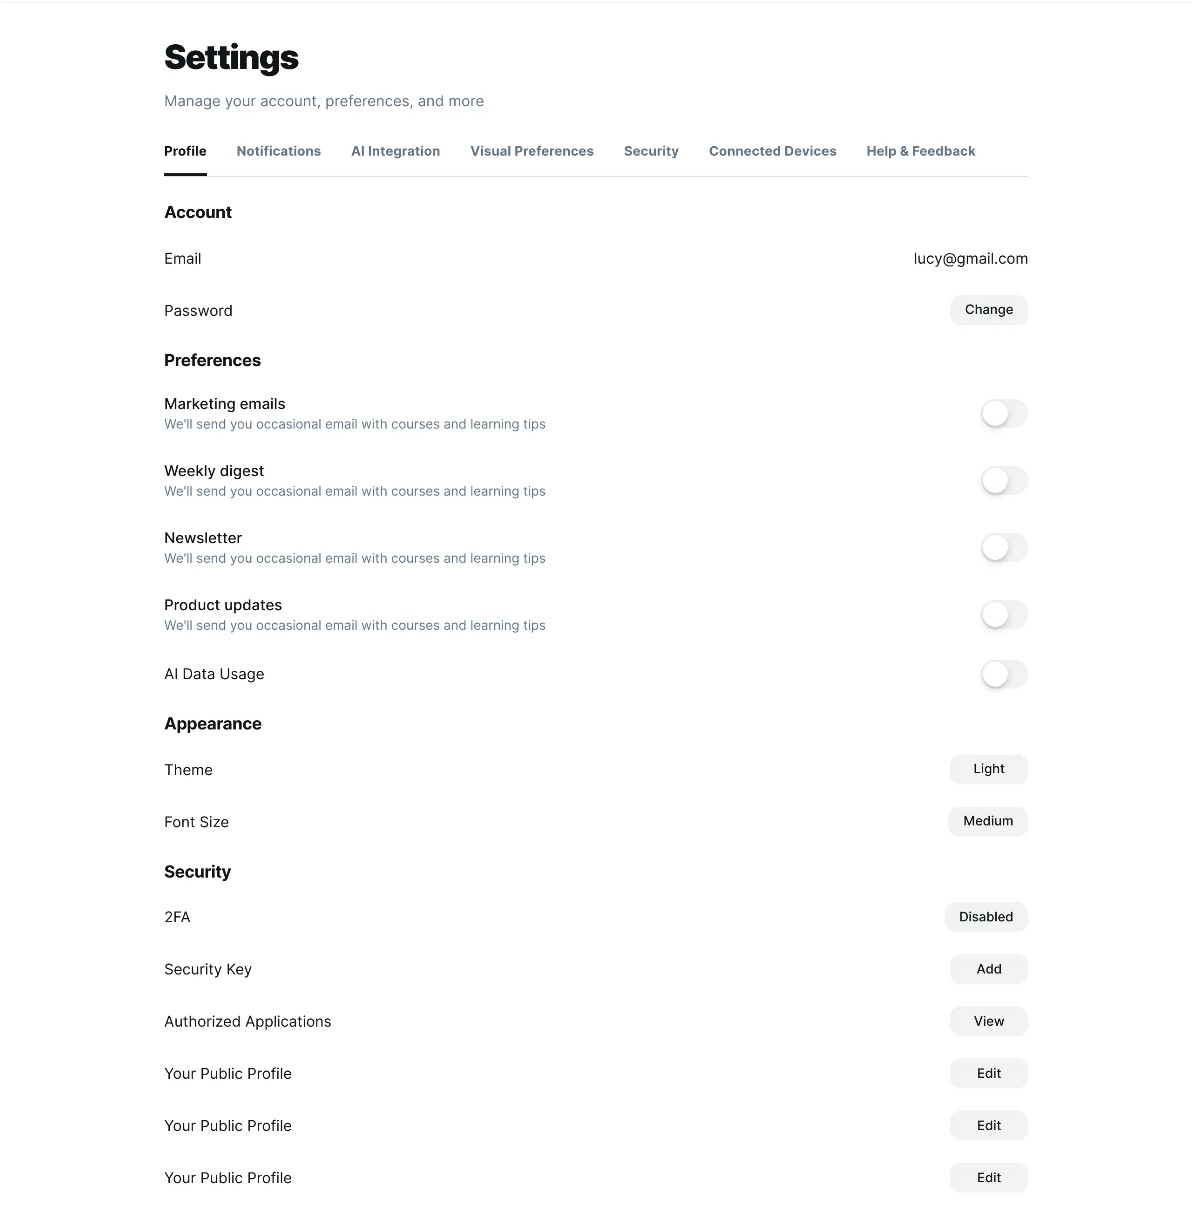 Settings
Manage your account, preferences, and more
Profile Notifications AI Integration Visual Preferences Security Connected Devices Help & Feedback
Account
Email lucy@gmail.com
Password Change
Preferences
Marketing emails
We'll send you occasional email with courses and learning tips
Weekly digest
We'll send you occasional email with courses and learning tips
Newsletter
We'll send you occasional email with courses and learning tips
Product updates
We'll send you occasional email with courses and learning tips
AI Data Usage
Appearance
Theme Light
Font Size Medium
Security
2FA Disabled
Security Key Add
Authorized Applications View
Your Public Profile Edit
Your Public Profile Edit
Your Public Profile Edit